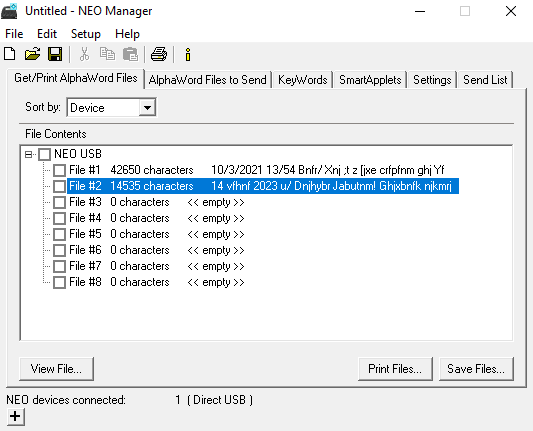 Untitled - NEO Manager
File Edit Setup Help
Get/Print AlphaWord Files AlphaWord Files to Send KeyWords SmartApplets Settings Send List
Sort by: Device
File Contents
NEO USB
File #1 42650 characters 10/3/2021 13/54 Bnfr/ Xnj ;t z [jxe crfpfnm ghj Yf
File #2 14535 characters 14 vfhnf 2023 u/ Dnjhybr Jabutnm! Ghjxbnfk njkmrj
File #3 0 characters << empty >>
File #4 0 characters << empty >>
File #5 0 characters << empty >>
File #6 0 characters << empty >>
File #7 0 characters << empty >>
File #8 0 characters << empty >>
View File... Print Files... Save Files...
NEO devices connected: 1 ( Direct USB )